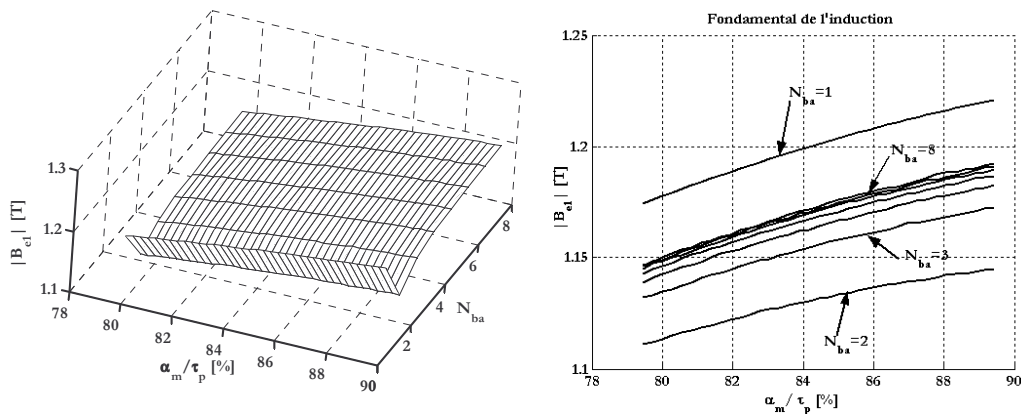 1.3
1.2
1.1
|B_e1| [T]
78
80
82
84
86
88
90
α_m/τ_p [%]
2
4
6
8
N_ba
Fondamental de l'induction
1.25
1.2
1.15
1.1
|B_e1| [T]
N_ba=1
N_ba=8
N_ba=3
N_ba=2
78
80
82
84
86
88
90
α_m/ τ_p [%]